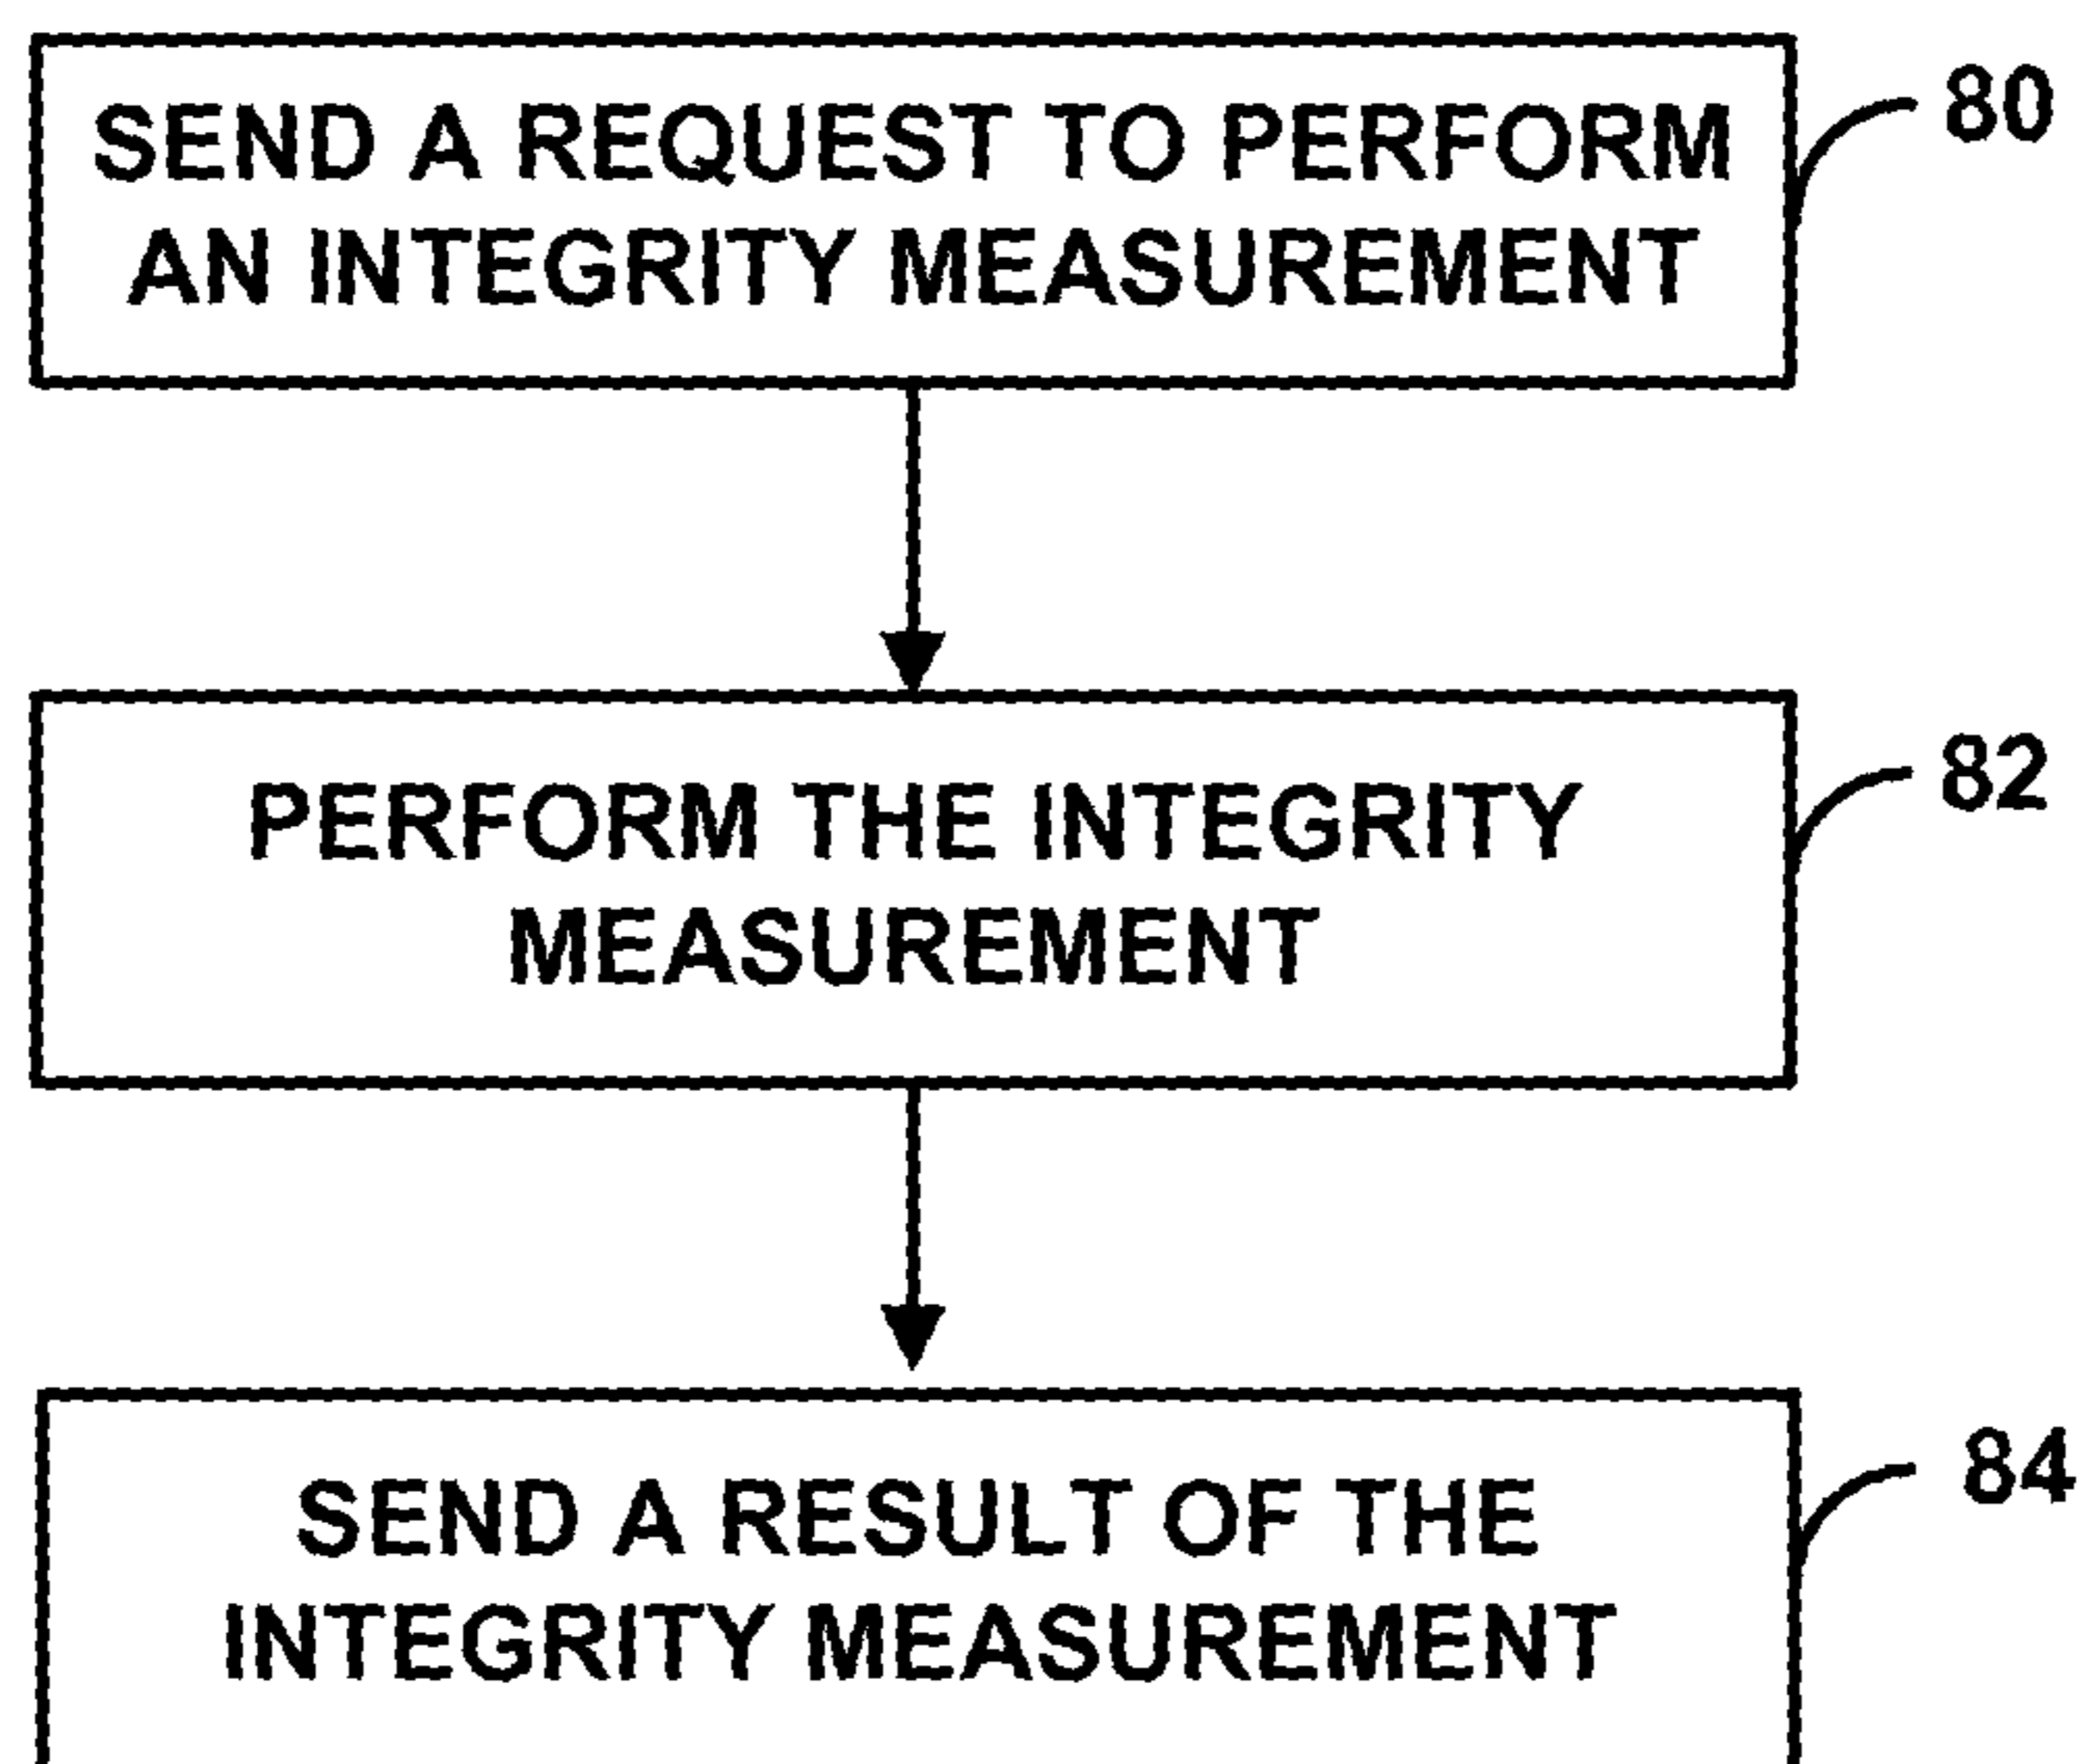 SEND A REQUEST TO PERFORM
AN INTEGRITY MEASUREMENT
80
PERFORM THE INTEGRITY
MEASUREMENT
82
SEND A RESULT OF THE
INTEGRITY MEASUREMENT
84